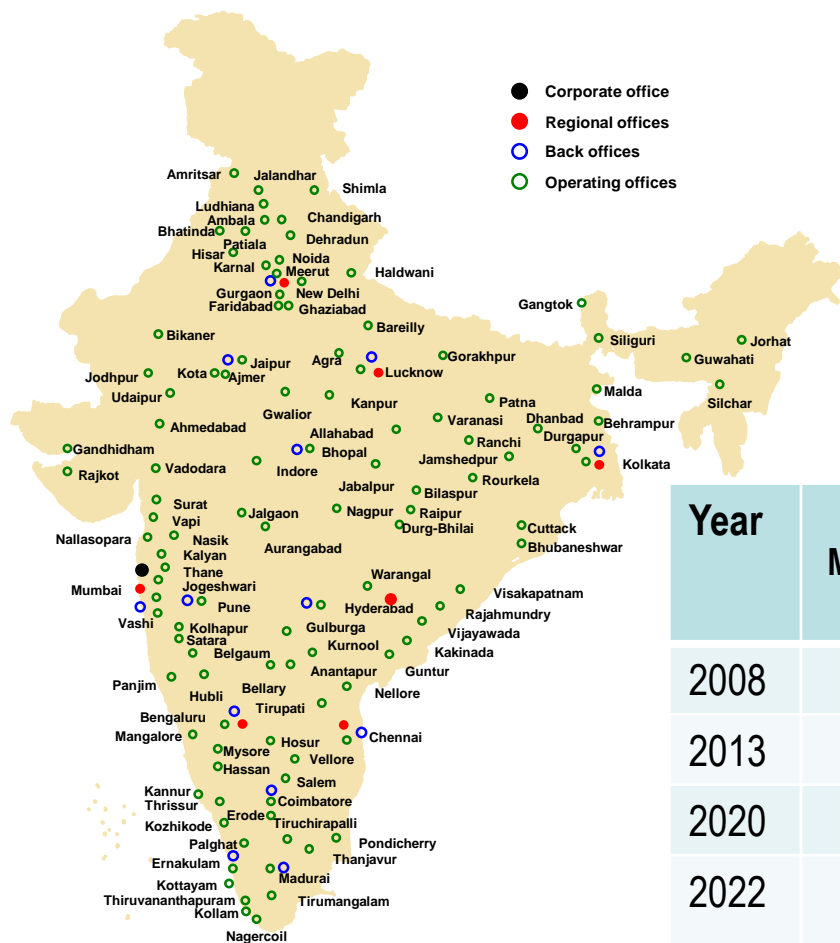 Corporate office
Regional offices
Back offices
Operating offices
Amritsar
Jalandhar
Shimla
Ludhiana
Ambala
Chandigarh
Bhatinda
Patiala
Dehradun
Hisar
Noida
Karnal
Meerut
Haldwani
Gurgaon
New Delhi
Faridabad
Ghaziabad
Gangtok
Bikaner
Bareilly
Siliguri
Jorhat
Jaipur
Agra
Gorakhpur
Guwahati
Jodhpur
Kota
Ajmer
Lucknow
Udaipur
Malda
Silchar
Gwalior
Kanpur
Patna
Ahmedabad
Allahabad
Varanasi
Dhanbad
Behrampur
Gandhidham
Bhopal
Ranchi
Durgapur
Rajkot
Vadodara
Indore
Jamshedpur
Kolkata
Jabalpur
Rourkela
Bilaspur
Surat
Jalgaon
Nagpur
Raipur
Vapi
Durg-Bhilai
Cuttack
Nallasopara
Nasik
Aurangabad
Bhubaneshwar
Kalyan
Thane
Warangal
Mumbai
Jogeshwari
Visakapatnam
Pune
Hyderabad
Rajahmundry
Vashi
Kolhapur
Gulburga
Vijayawada
Satara
Kurnool
Kakinada
Belgaum
Guntur
Panjim
Anantapur
Hubli
Bellary
Nellore
Tirupati
Bengaluru
Mangalore
Hosur
Chennai
Mysore
Vellore
Hassan
Salem
Kannur
Thrissur
Coimbatore
Erode
Kozhikode
Tiruchirapalli
Palghat
Pondicherry
Ernakulam
Thanjavur
Kottayam
Madurai
Thiruvananthapuram
Tirumangalam
Kollam
Nagercoil
Year
M
2008
2013
2020
2022